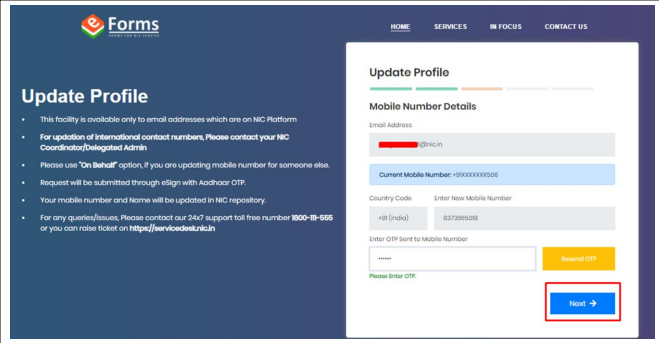 eForms
FORMS FOR NIC SERVICE
HOME SERVICES IN FOCUS CONTACT US
Update Profile
• This facility is available only to email addresses which are on NIC Platform
• For updation of international contact numbers, Please contact your NIC
Coordinator/Delegated Admin
• Please use "On Behalf" option, if you are updating mobile number for someone else.
• Request will be submitted through eSign with Aadhaar OTP.
• Your mobile number and Name will be updated in NIC repository.
• For any queries/issues, Please contact our 24x7 support toll free number 1800-111-555
or you can raise ticket on https://servicedesk.nic.in
Update Profile
Mobile Number Details
Email Address
@nic.in
Current Mobile Number: +91XXXXXXX506
Country Code Enter New Mobile Number
+91 (India) 8373965018
Enter OTP Sent to Mobile Number
•••••• Resend OTP
Please Enter OTP.
Next →